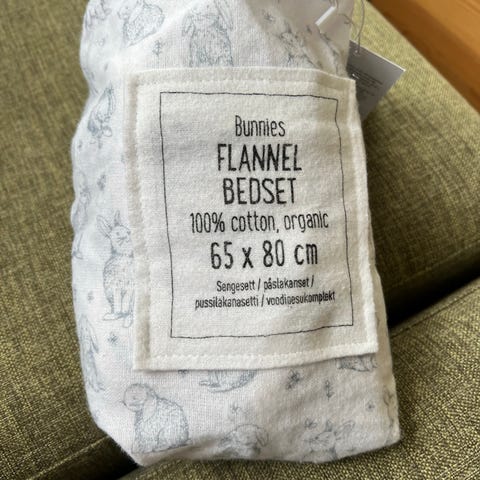 Bunnies
FLANNEL
BEDSET
100% cotton, organic
65 x 80 cm
Sengesett / påslakanset /
pussilakanasetti / voodipesukomplekt